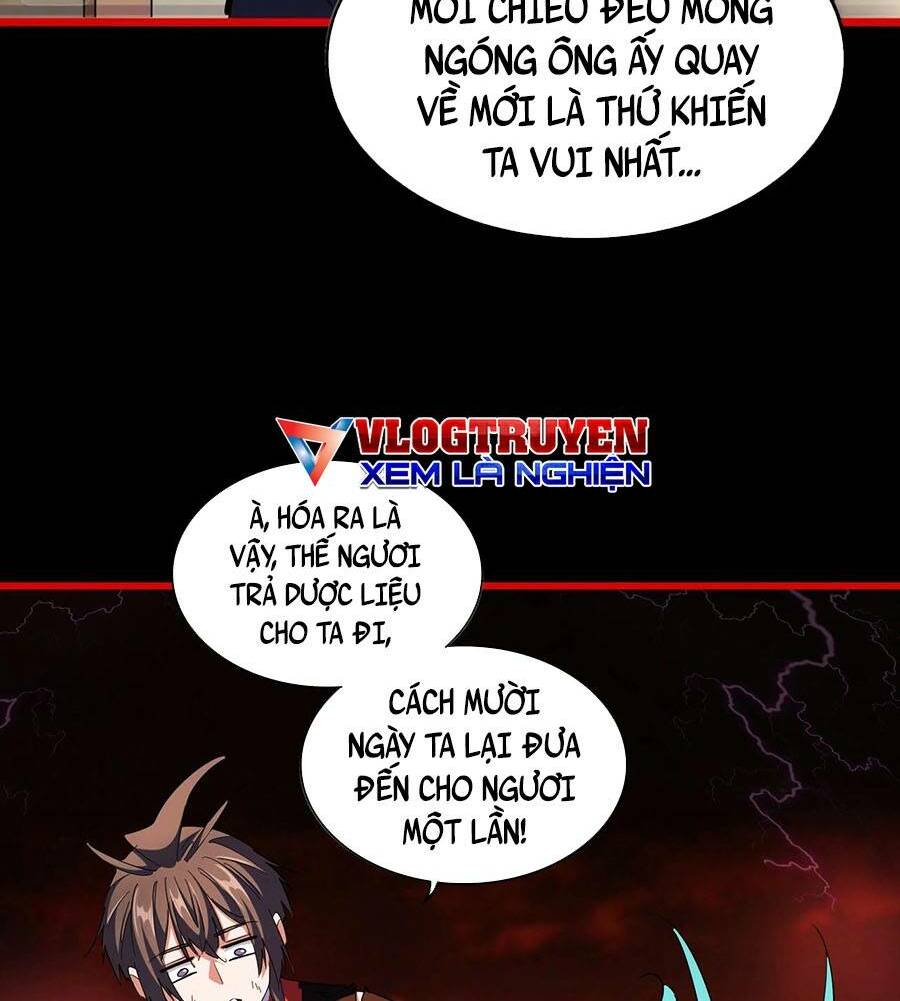 MỎI CHIỀU ĐEO MONG
NGÓNG ÔNG ẤY QUAY
VỀ MỚI LÀ THỨ KHIẾN
TA VUI NHẤT...
VLOGTRUYEN
XEM LÀ NGHIỆN
À, HÓA RA LÀ
VẬY, THẾ NGƯƠI
TRẢ DƯỢC LIỆU
CHO TA ĐI,
CÁCH MƯỜI
NGÀY TA LẠI ĐƯA
ĐẾN CHO NGƯƠI
MỘT LẦN!